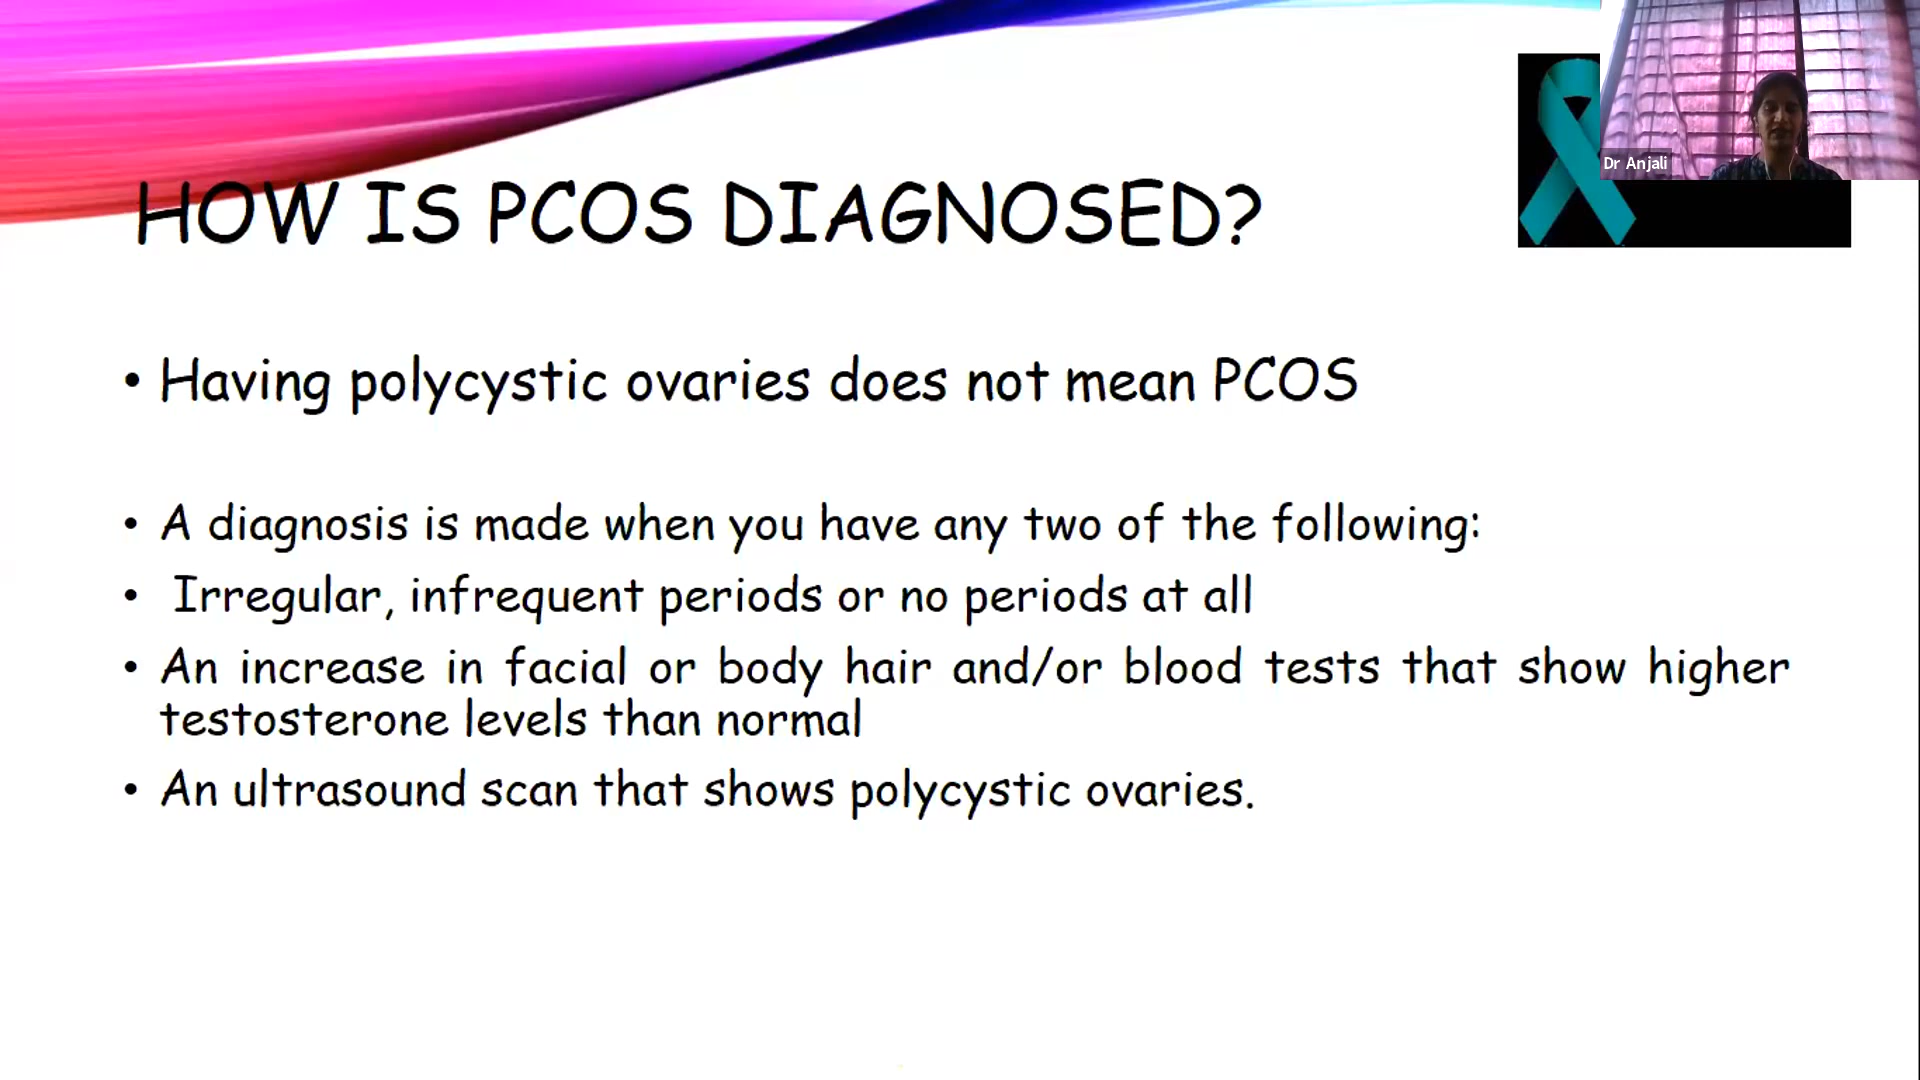 Dr Anjali
HOW IS PCOS DIAGNOSED?
• Having polycystic ovaries does not mean PCOS
• A diagnosis is made when you have any two of the following:
• Irregular, infrequent periods or no periods at all
• An increase in facial or body hair and/or blood tests that show higher
testosterone levels than normal
• An ultrasound scan that shows polycystic ovaries.